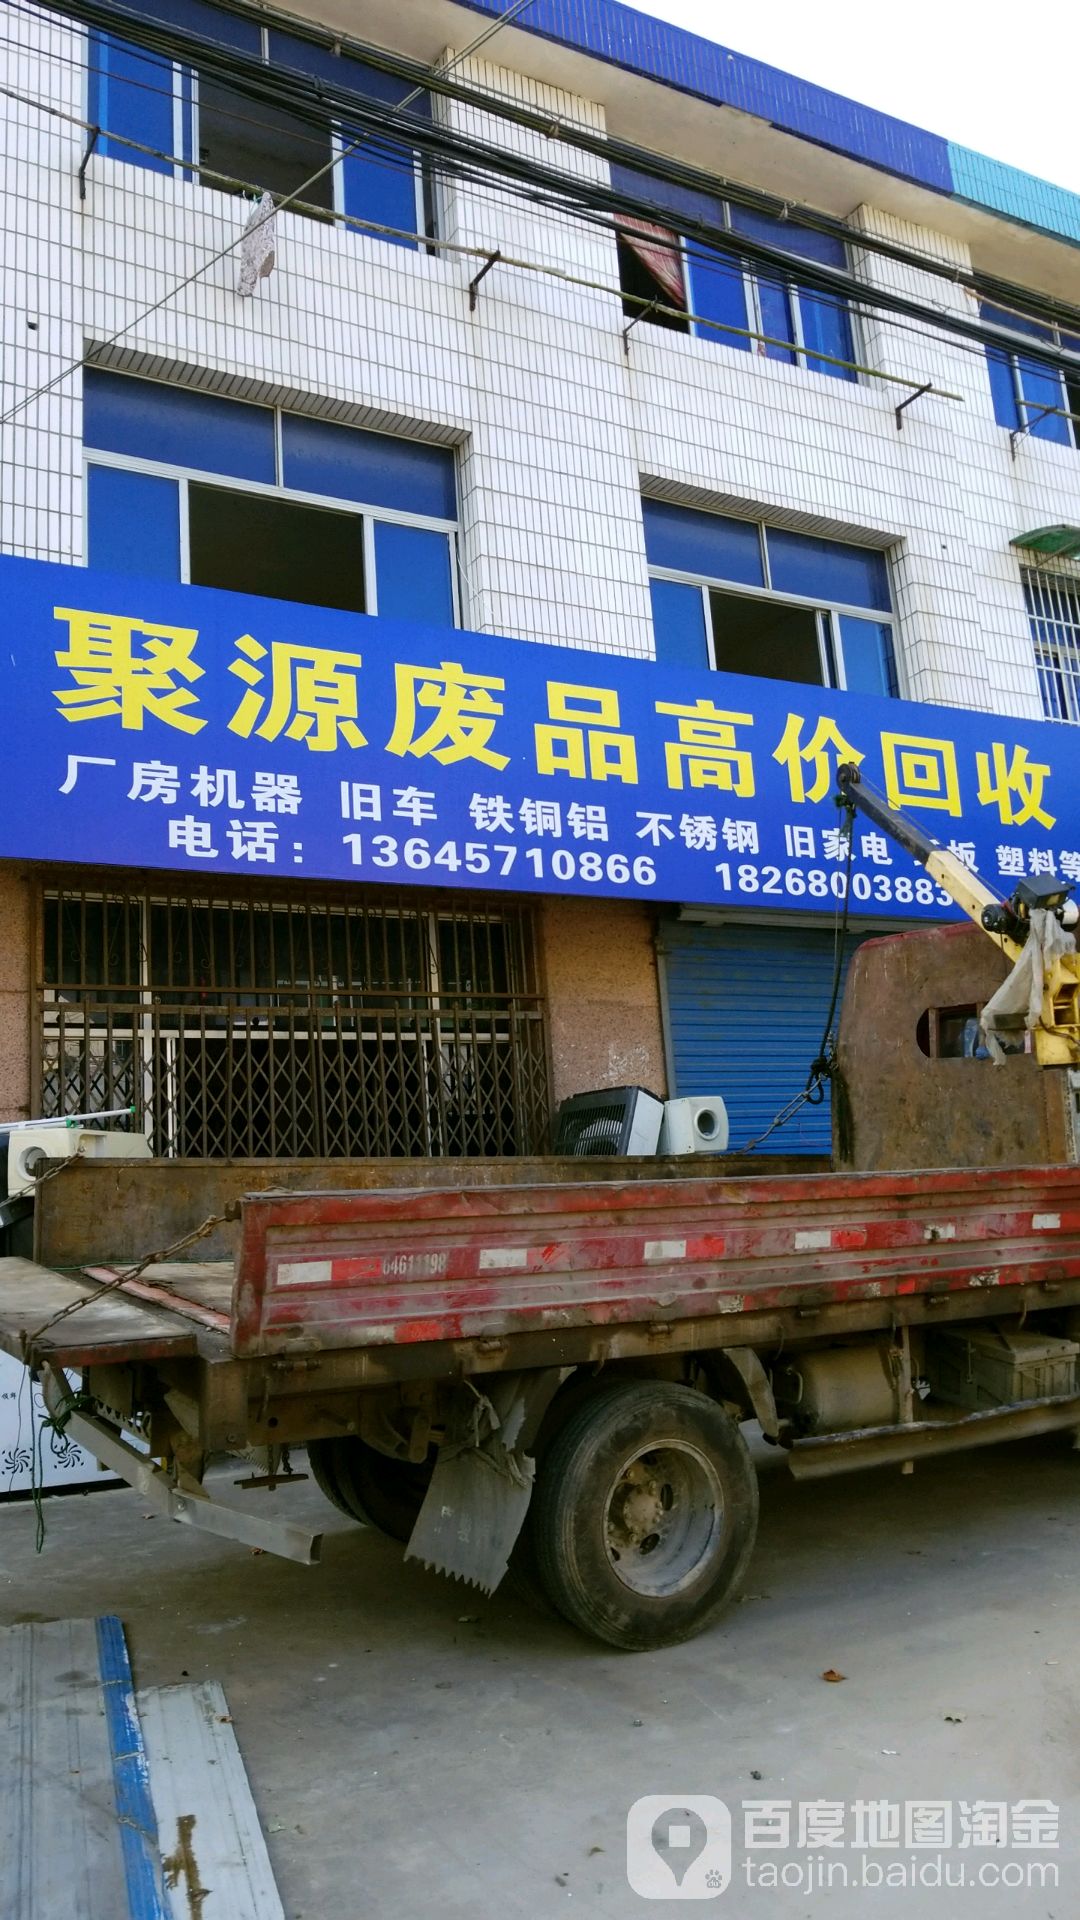 聚源废品高价回收
厂房机器 旧车 铁铜铝 不锈钢 旧家电 板 塑料等
电话：13645710866 18268003883
64611198
百度地图淘金
taojin.baidu.com